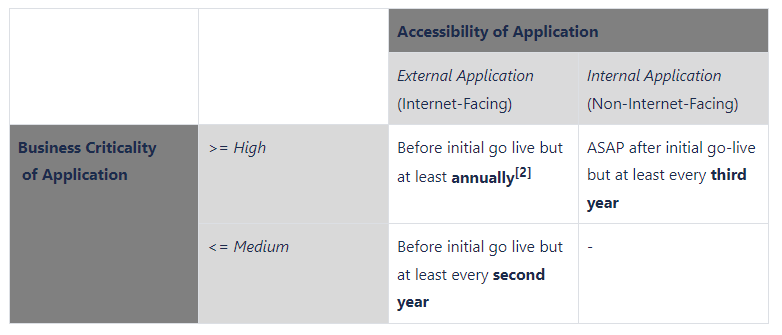 Accessibility of Application
External Application
(Internet-Facing)
Internal Application
(Non-Internet-Facing)
Business Criticality
of Application
>= High
Before initial go live but
at least annually[2]
ASAP after initial go-live
but at least every third
year
<= Medium
Before initial go live but
at least every second
year
-